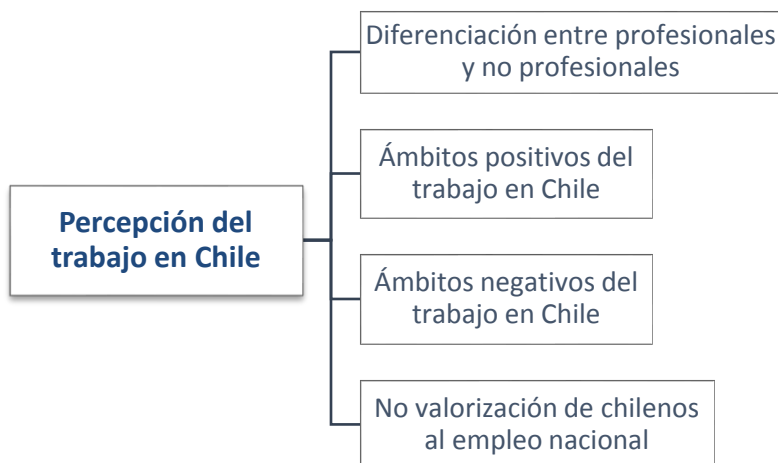 Diferenciación entre profesionales
y no profesionales
Ámbitos positivos del
trabajo en Chile
Percepción del
trabajo en Chile
Ámbitos negativos del
trabajo en Chile
No valorización de chilenos
al empleo nacional